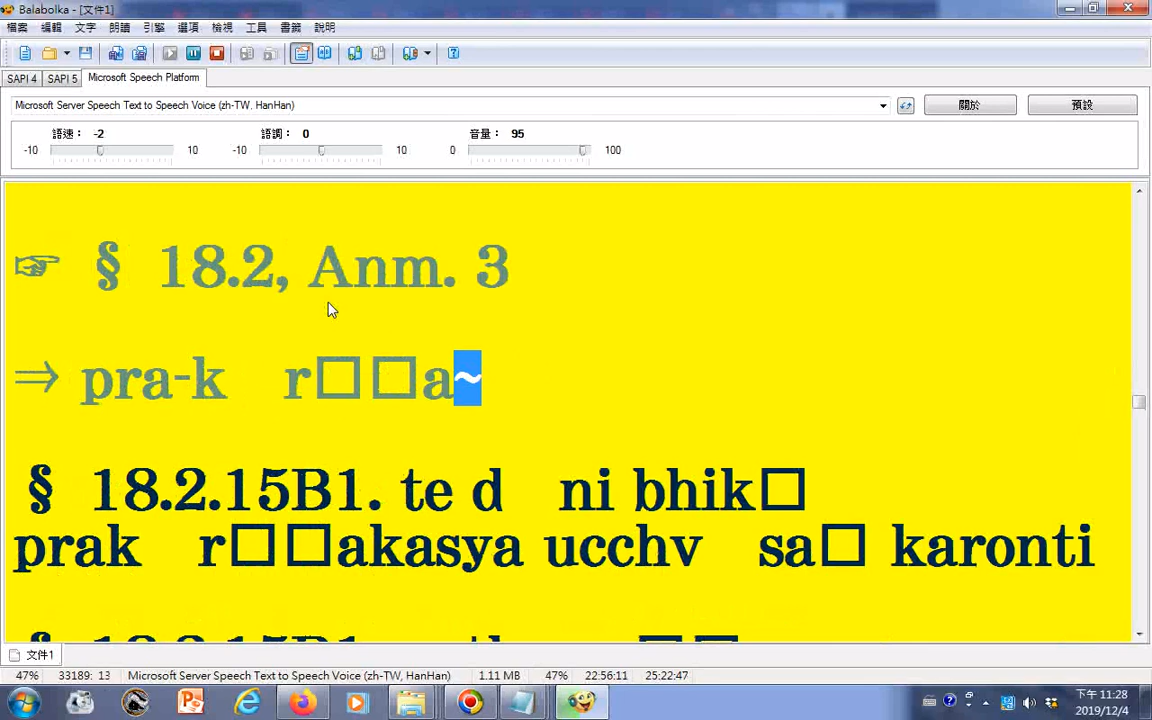 Balabolka - [文件1]
檔案 編輯 文字 朗讀 引擎 選項 檢視 工具 書籤 說明
SAPI 4 SAPI 5 Microsoft Speech Platform
Microsoft Server Speech Text to Speech Voice (zh-TW, HanHan)
關於 預設
語速： -2 語調： 0 音量： 95
-10 10 -10 10 0 100
☞ § 18.2, Anm. 3
⇒ pra-k r□□a~
§ 18.2.15B1. te d ni bhik□
prak r□□akasya ucchv sa□ karonti
文件1
47% 33189: 13 Microsoft Server Speech Text to Speech Voice (zh-TW, HanHan) 1.11 MB 47% 22:56:11 25:22:47
下午 11:28
2019/12/4